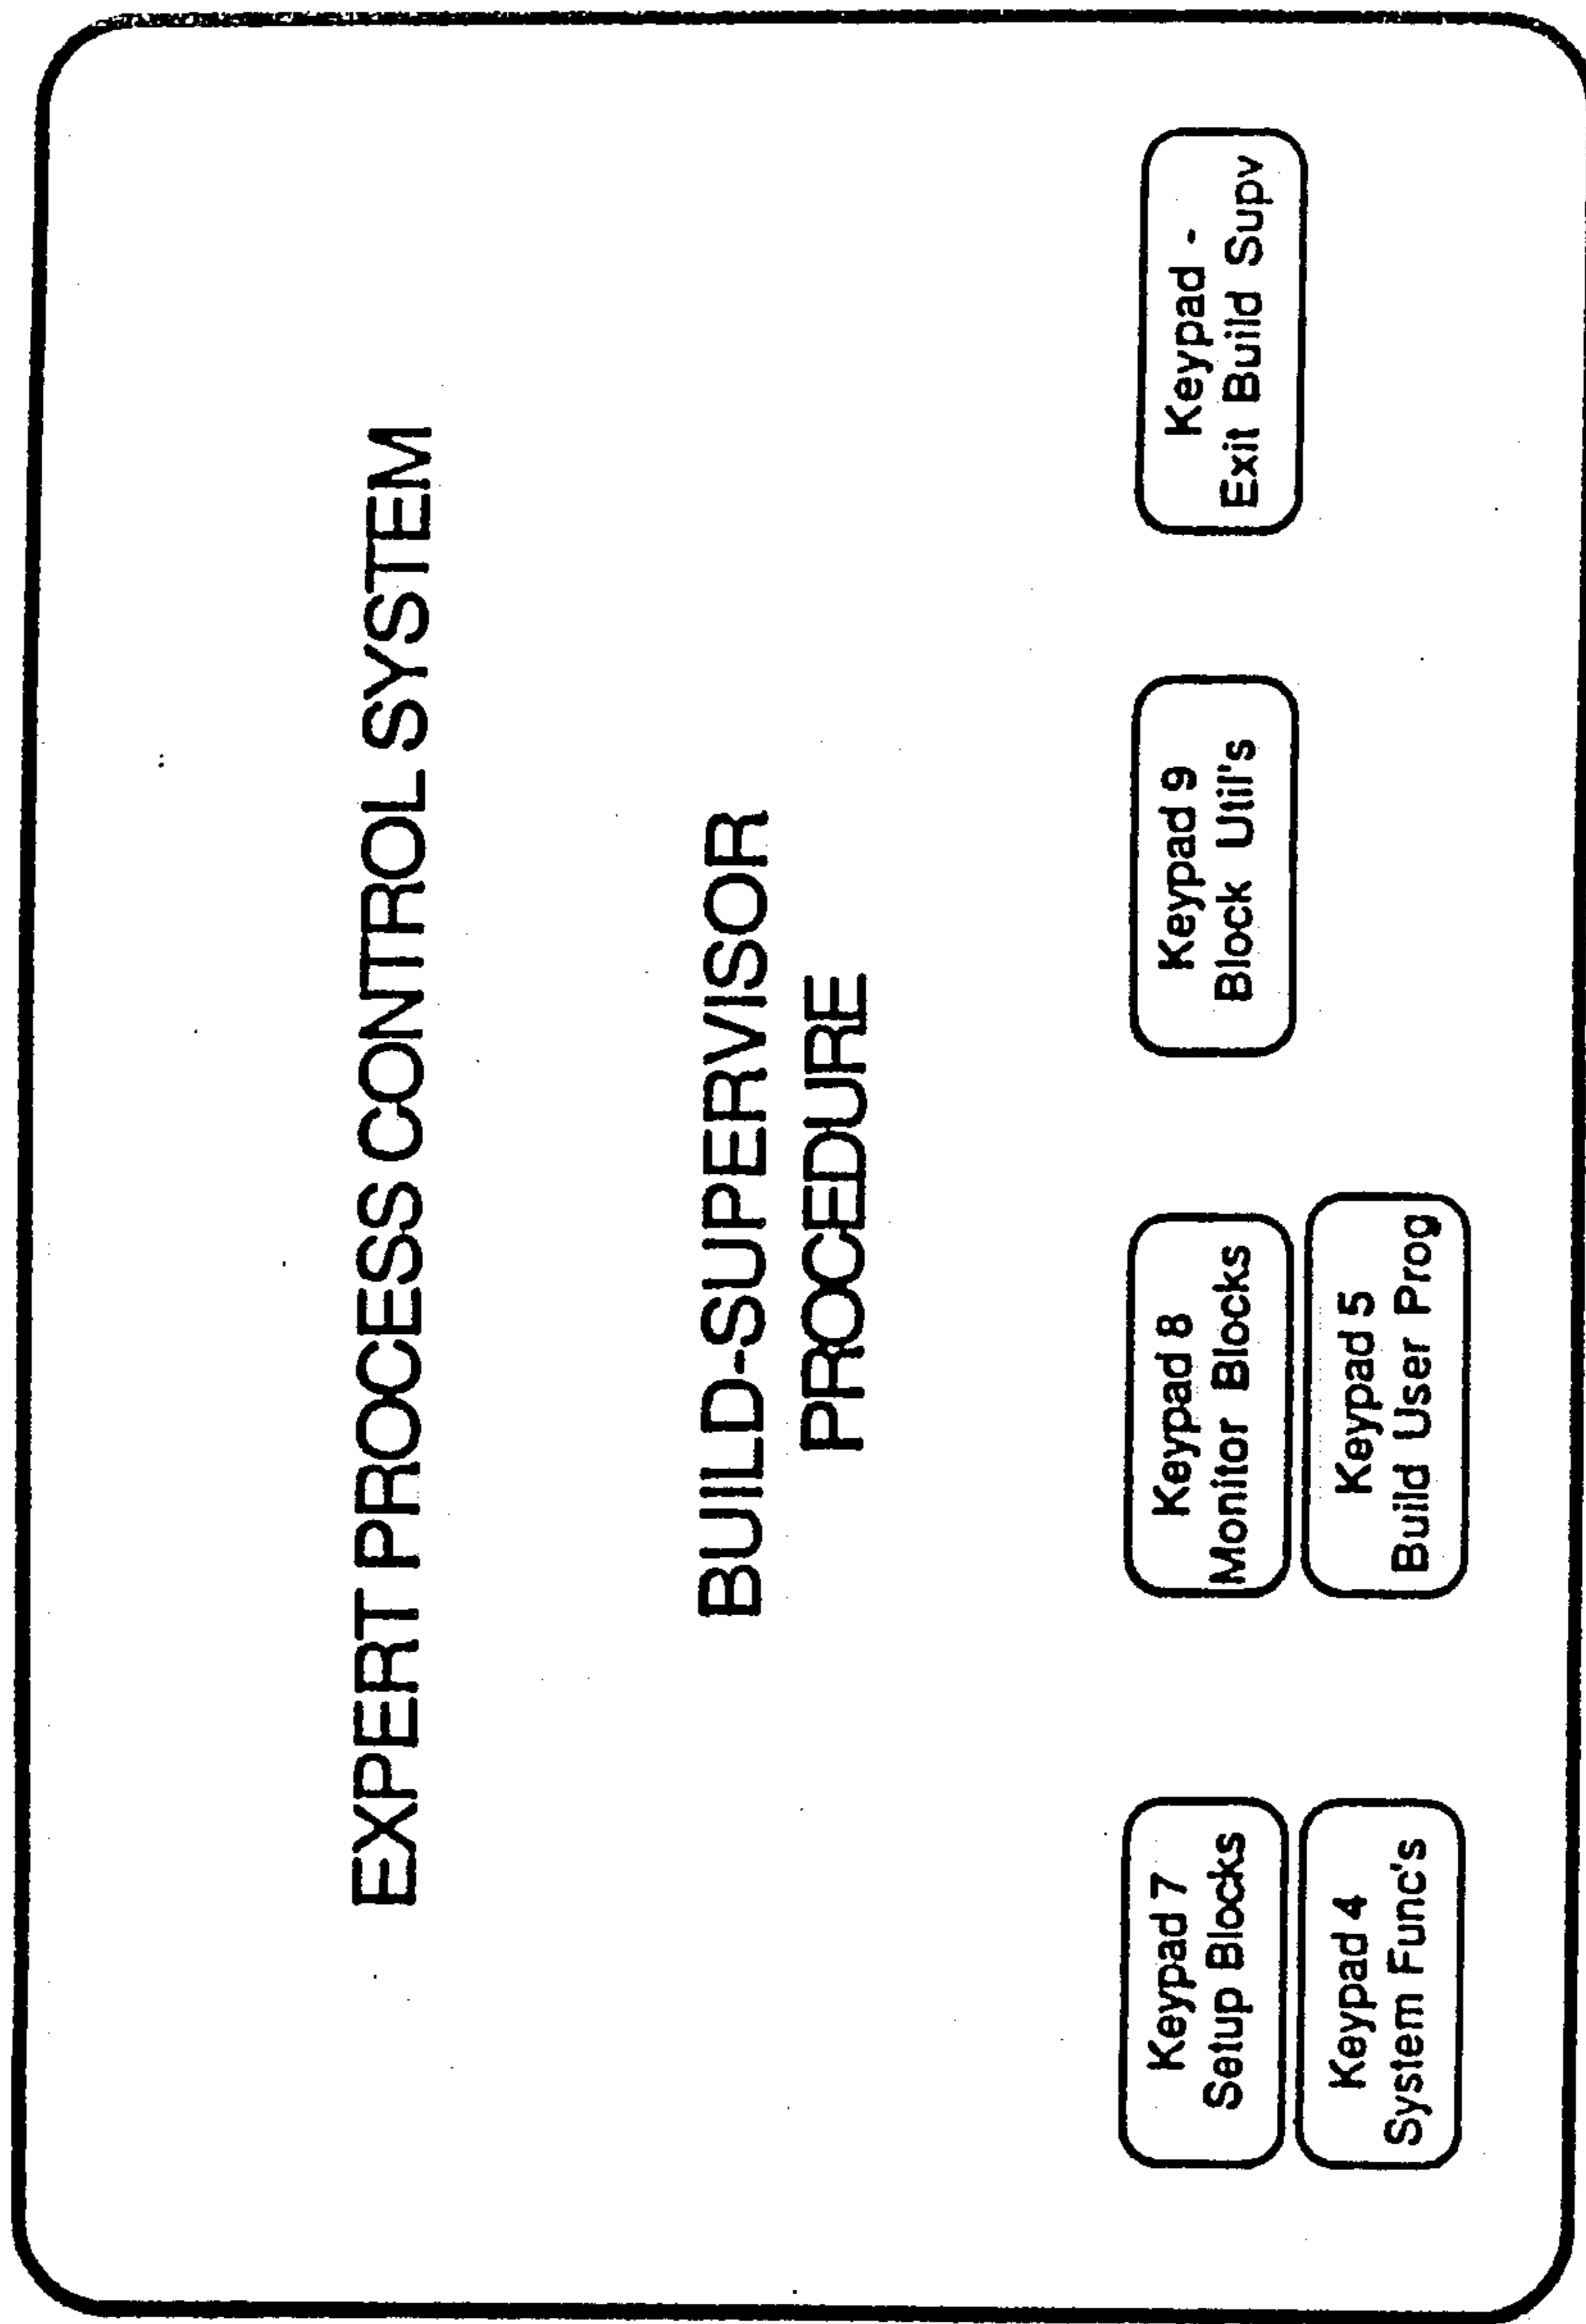 EXPERT PROCESS CONTROL SYSTEM
BUILD-SUPERVISOR
PROCEDURE
Keypad 7
Setup Blocks
Keypad 8
Monitor Blocks
Keypad 9
Block Util's
Keypad -
Exit Build Supv
Keypad 4
System Func's
Keypad 5
Build User Prog